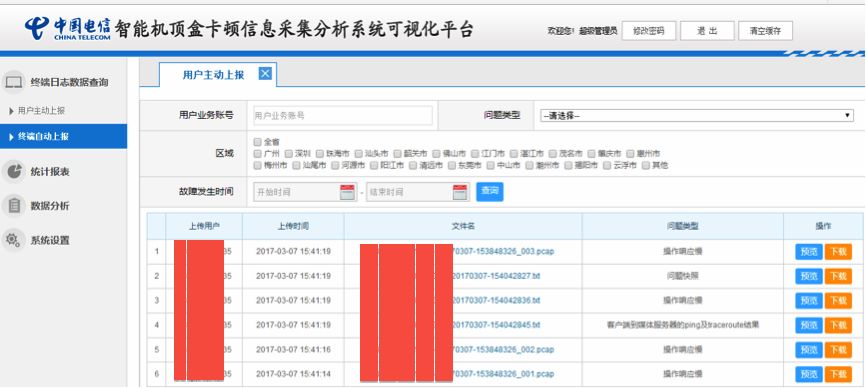 中国电信
CHINA TELECOM
智能机顶盒卡顿信息采集分析系统可视化平台
欢迎您! 超级管理员 修改密码 退 出 清空缓存
终端日志数据查询
用户主动上报
终端自动上报
统计报表
数据分析
系统设置
用户主动上报
用户业务账号 用户业务账号 问题类型 --请选择--
区域 全省
广州 深圳 珠海市 汕头市 韶关市 佛山市 江门市 湛江市 茂名市 肇庆市 惠州市
梅州市 汕尾市 河源市 阳江市 清远市 东莞市 中山市 潮州市 揭阳市 云浮市 其他
故障发生时间 开始时间 - 结束时间 查询
上传用户 上传时间 文件名 问题类型 操作
1 35 2017-03-07 15:41:19 170307-153848326_003.pcap 操作响应慢 预览 下载
2 35 2017-03-07 15:41:19 20170307-154042827.txt 问题快照 预览 下载
3 35 2017-03-07 15:41:19 20170307-154042836.txt 操作响应慢 预览 下载
4 35 2017-03-07 15:41:19 20170307-154042845.txt 客户端到媒体服务器的ping及traceroute结果 预览 下载
5 35 2017-03-07 15:41:16 70307-153848326_002.pcap 操作响应慢 预览 下载
6 35 2017-03-07 15:41:14 70307-153848326_001.pcap 操作响应慢 预览 下载